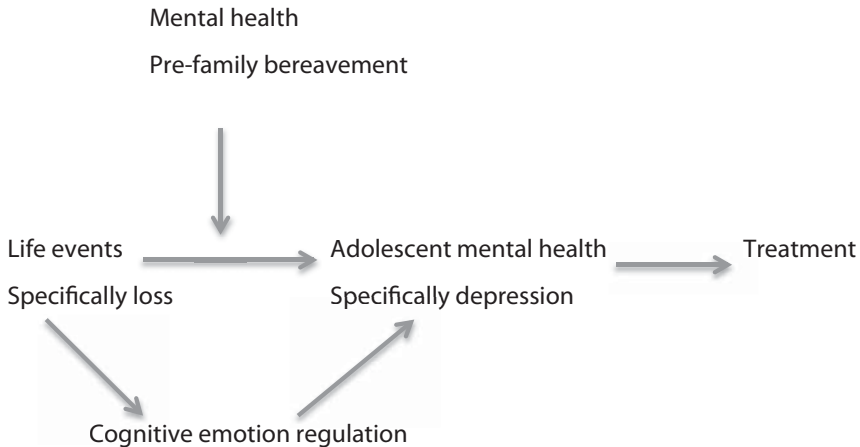 Mental health
Pre-family bereavement
Life events
Specifically loss
Adolescent mental health
Specifically depression
Treatment
Cognitive emotion regulation